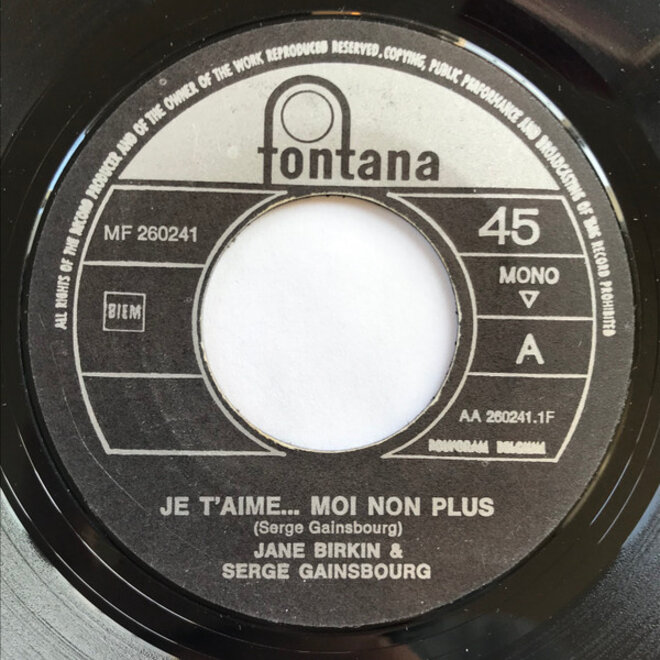 ALL RIGHTS OF THE RECORD PRODUCER AND OF THE OWNER OF THE WORK REPRODUCED RESERVED. COPYING, PUBLIC PERFORMANCE AND BROADCASTING OF THIS RECORD PROHIBITED
fontana
MF 260241
45
MONO
BIEM
A
AA 260241.1F
POLYGRAM BELGIUM
JE T'AIME... MOI NON PLUS
(Serge Gainsbourg)
JANE BIRKIN &
SERGE GAINSBOURG